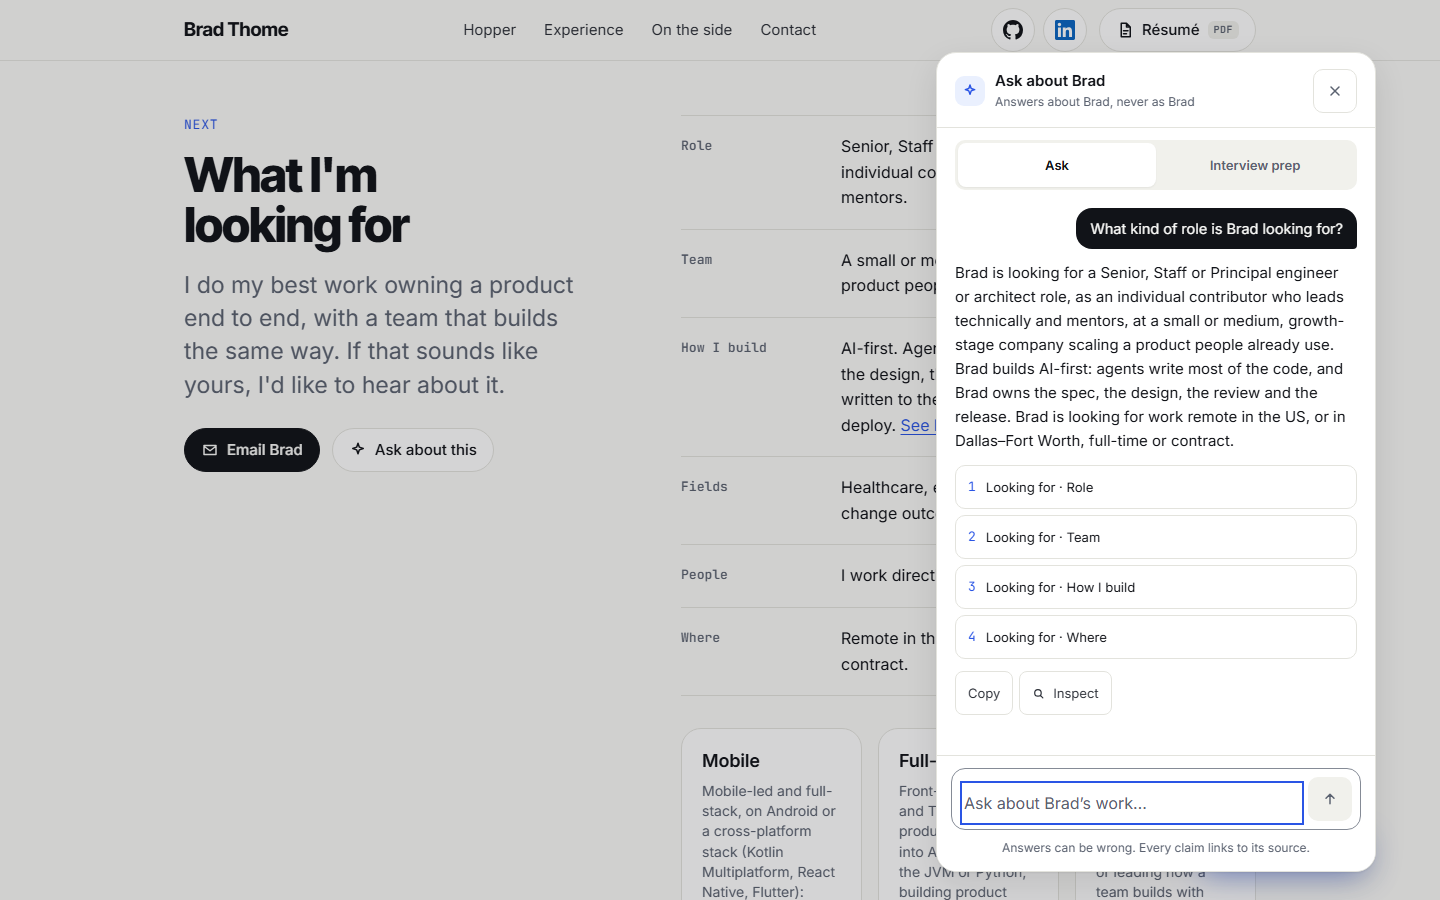 Brad Thome
Hopper
Experience
On the side
Contact
Résumé PDF
NEXT
What I'm
looking for
I do my best work owning a product
end to end, with a team that builds
the same way. If that sounds like
yours, I'd like to hear about it.
Email Brad
Ask about this
Role
Senior, Staff
individual co
mentors.
Team
A small or m
product peop
How I build
AI-first. Agen
the design, t
written to the
deploy. See
Fields
Healthcare, e
change outc
People
I work direct
Where
Remote in th
contract.
Mobile
Mobile-led and full-
stack, on Android or
a cross-platform
stack (Kotlin
Multiplatform, React
Native, Flutter):
Full-
Front-
and T
produ
into A
the JVM or Python,
building product
or leading how a
team builds with
Ask about Brad
Answers about Brad, never as Brad
Ask
Interview prep
What kind of role is Brad looking for?
Brad is looking for a Senior, Staff or Principal engineer
or architect role, as an individual contributor who leads
technically and mentors, at a small or medium, growth-
stage company scaling a product people already use.
Brad builds AI-first: agents write most of the code, and
Brad owns the spec, the design, the review and the
release. Brad is looking for work remote in the US, or in
Dallas–Fort Worth, full-time or contract.
1 Looking for · Role
2 Looking for · Team
3 Looking for · How I build
4 Looking for · Where
Copy
Inspect
Ask about Brad's work...
Answers can be wrong. Every claim links to its source.